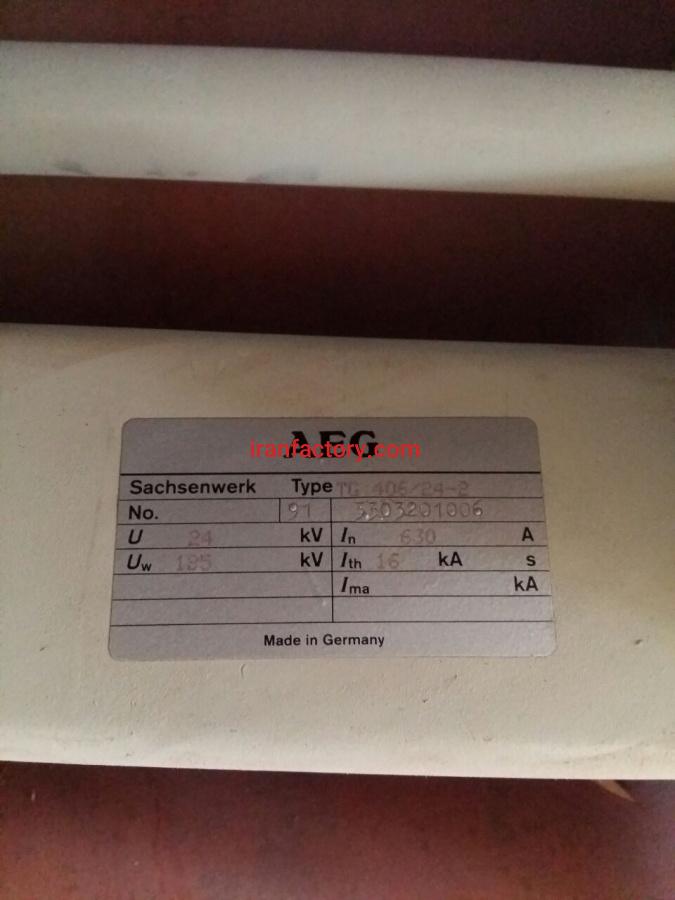 AEG
iranfactory.com
Sachsenwerk Type TG 406/24-2
No. 91 5303201006
U 24 kV In 630 A
Uw 195 kV Ith 16 kA s
Ima kA
Made in Germany